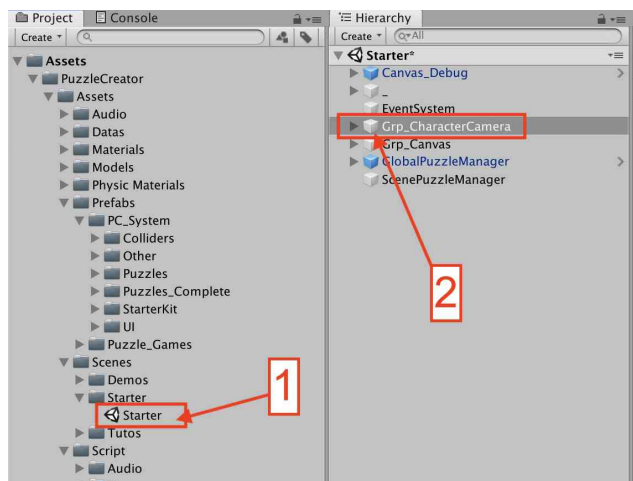 Project
Console
Create
Assets
PuzzleCreator
Assets
Audio
Datas
Materials
Models
Physic Materials
Prefabs
PC_System
Colliders
Other
Puzzles
Puzzles_Complete
StarterKit
UI
Puzzle_Games
Scenes
Demos
Starter
Starter
Tutos
Script
Audio
1
Hierarchy
Create
All
Starter*
Canvas_Debug
_
EventSystem
Grp_CharacterCamera
Grp_Canvas
GlobalPuzzleManager
ScenePuzzleManager
2